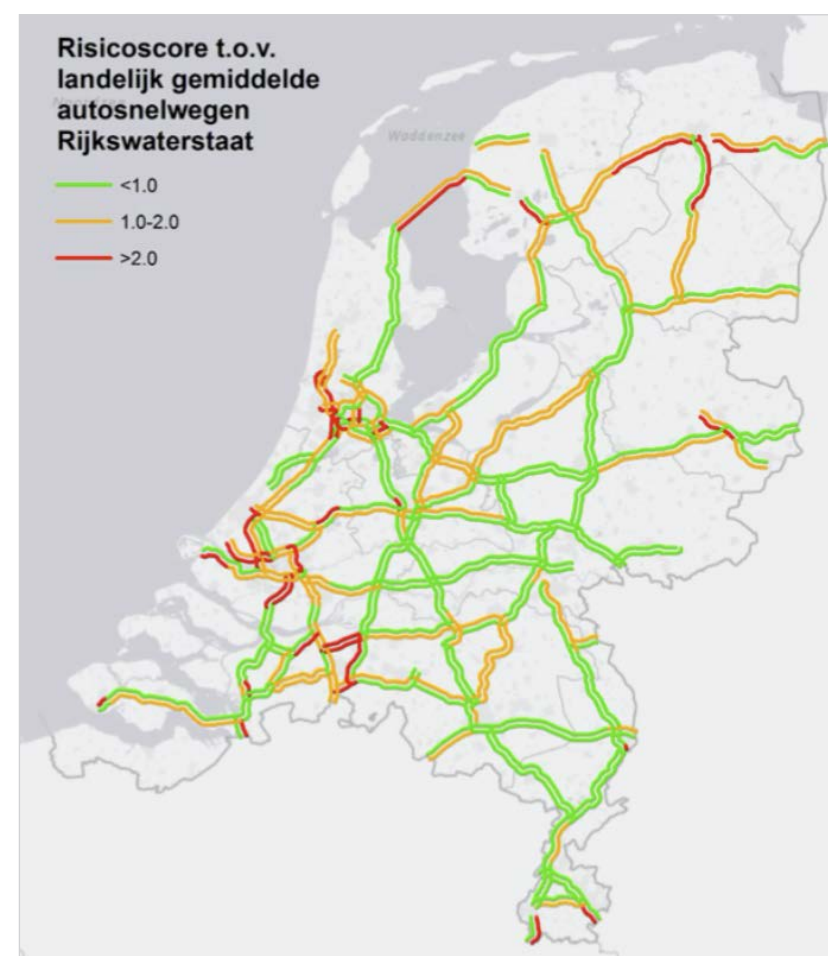 Risicoscore t.o.v.
landelijk gemiddelde
autosnelwegen
Rijkswaterstaat
Waddenzee
<1.0
1.0-2.0
>2.0